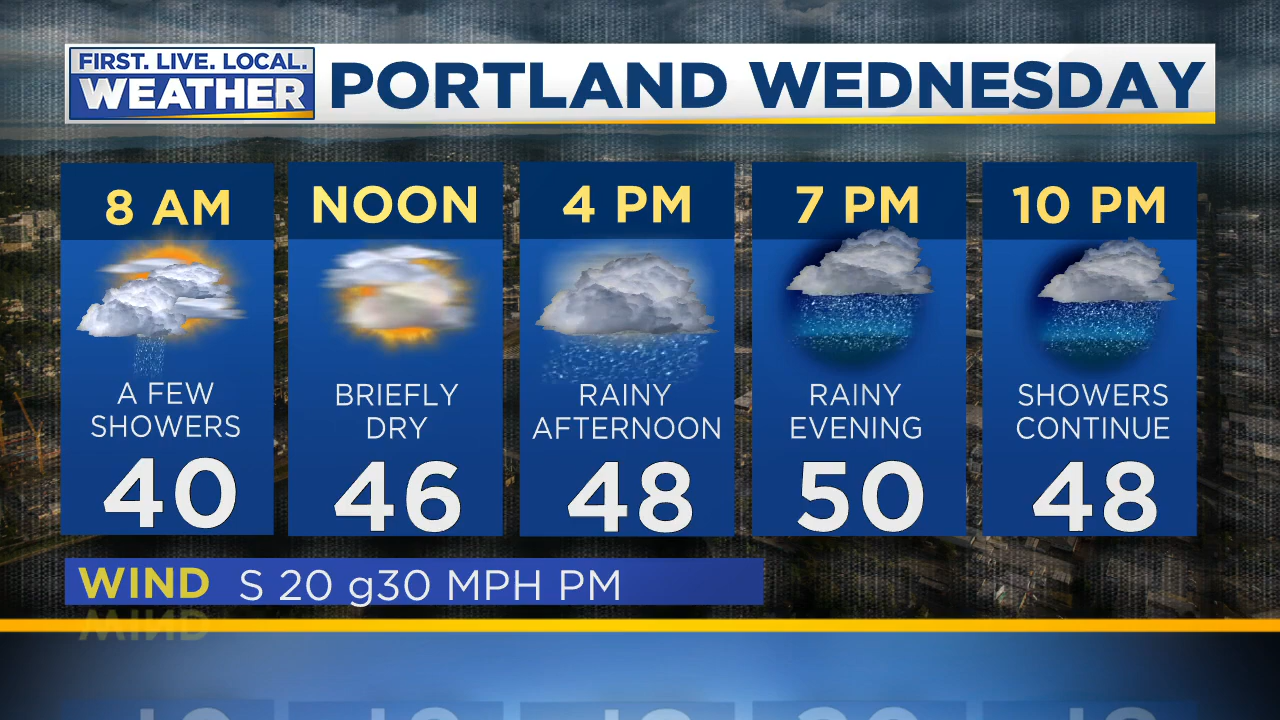 FIRST. LIVE. LOCAL.
WEATHER
PORTLAND WEDNESDAY
8 AM
A FEW
SHOWERS
40
NOON
BRIEFLY
DRY
46
4 PM
RAINY
AFTERNOON
48
7 PM
RAINY
EVENING
50
10 PM
SHOWERS
CONTINUE
48
WIND S 20 g30 MPH PM